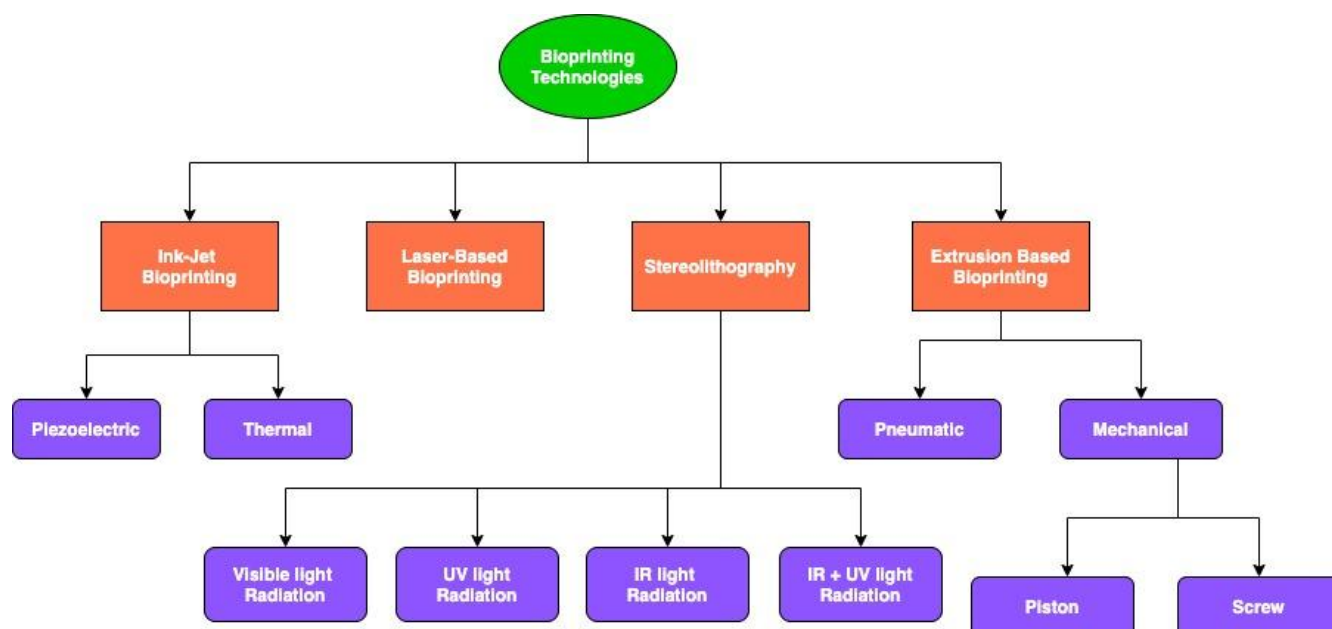 Bioprinting
Technologies
Ink-Jet
Bioprinting
Laser-Based
Bioprinting
Stereolithography
Extrusion Based
Bioprinting
Piezoelectric
Thermal
Pneumatic
Mechanical
Visible light
Radiation
UV light
Radiation
IR light
Radiation
IR + UV light
Radiation
Piston
Screw